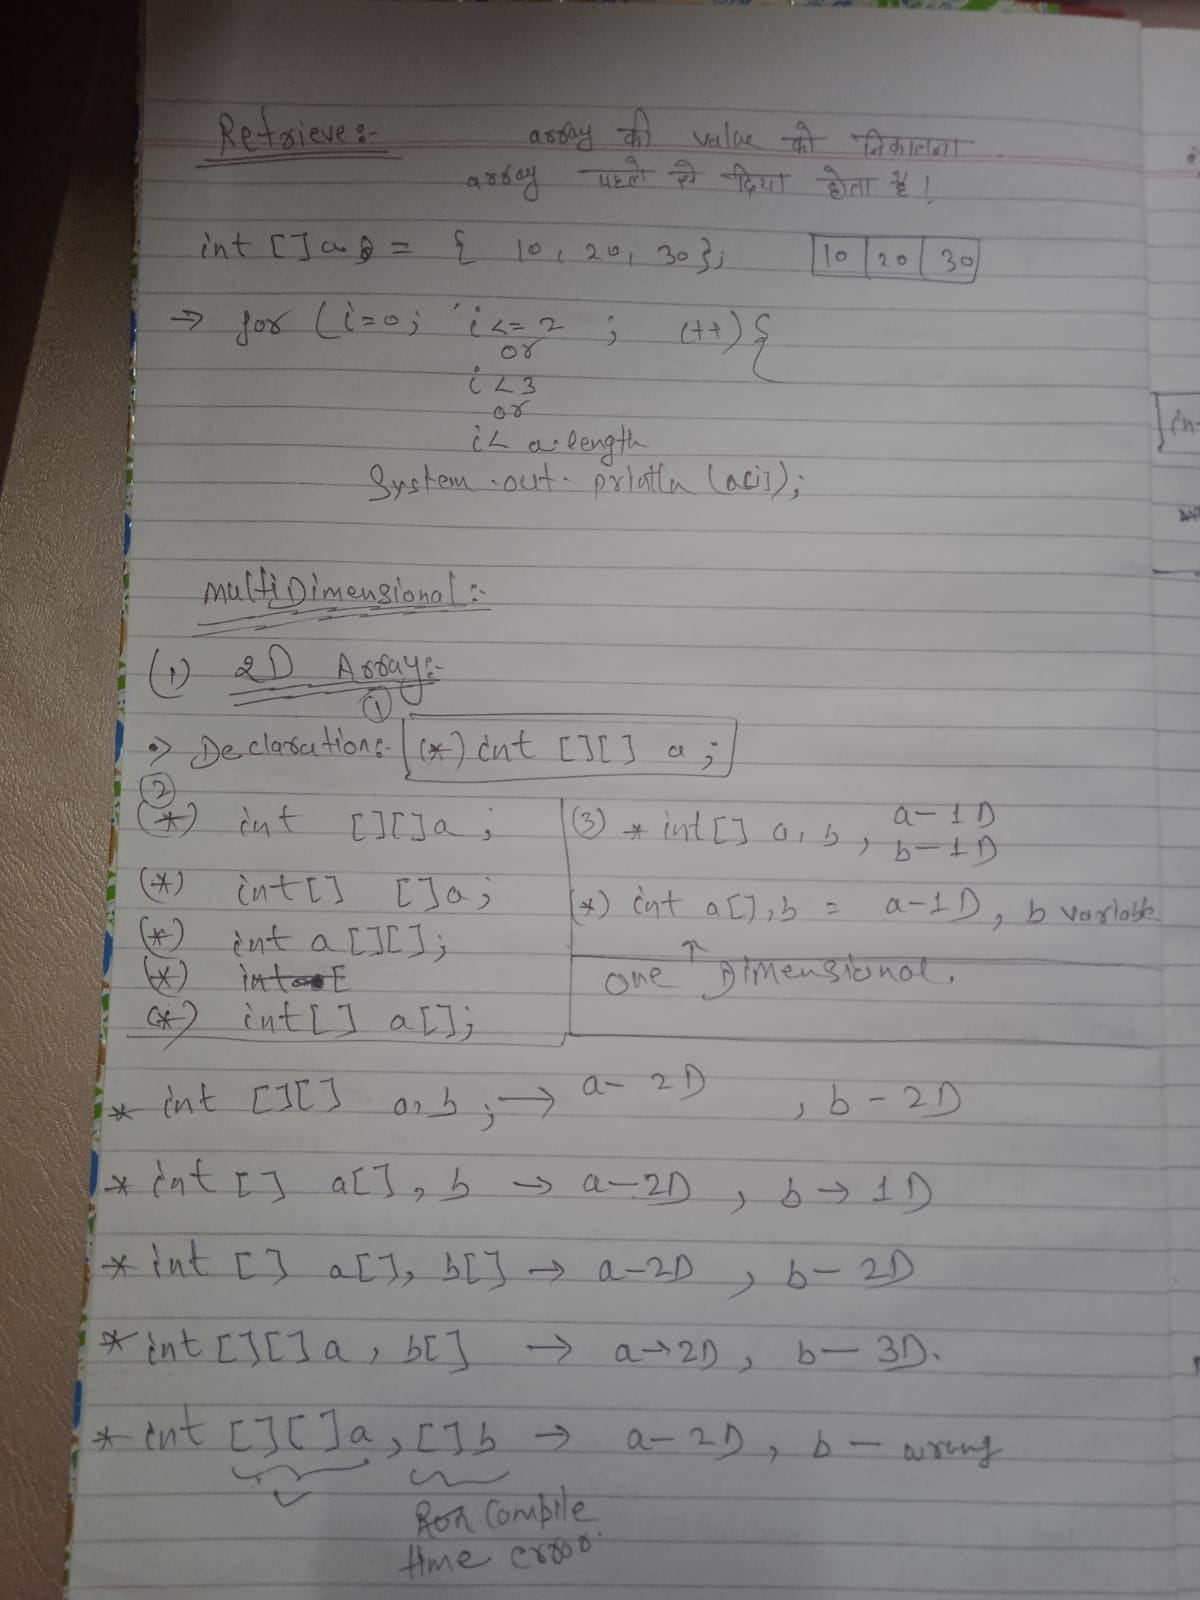 Retrieve :- array की value को निकालना
array पहले से दिया होता है।
int [] a = { 10, 20, 30}; 10 20 30
→ for (i=0; i<=2 ; i++) {
or
i<3
or
i< a.length
System.out.println (a[i]);
MultiDimensional :-
(1) 2D Array:-
①
•> Declaration:- (*) int [][] a ;
②
(*) int [][]a ;
(*) int[] []a ;
(*) int a [][];
(*) int E
(*) int[] a[];
(3) * int[] a, b , a-1D
b-1D
(*) int a[], b = a-1D, b variable
↑
one Dimensional.
* int [][] a, b ; → a- 2D , b - 2D
* int [] a[], b → a-2D , b → 1D
* int [] a[], b[] → a-2D , b- 2D
* int [][] a, b[] → a→2D, b- 3D.
* int [][]a, []b → a-2D, b - wrong
Run Compile
time error